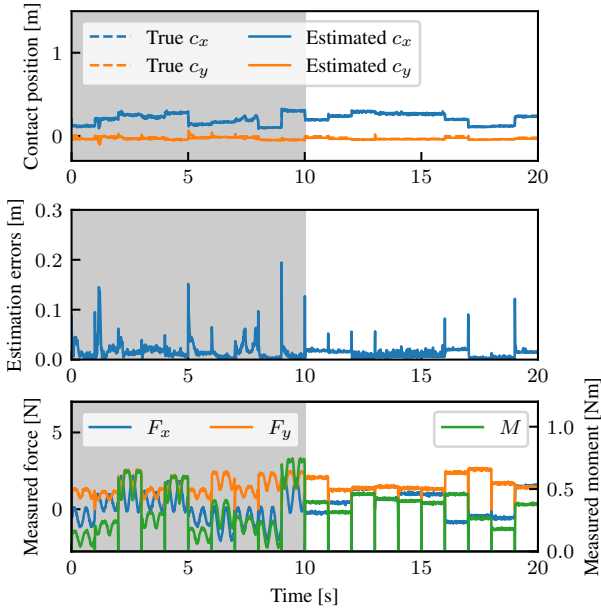 Contact position [m]
1
0
True c_x Estimated c_x
True c_y Estimated c_y
0 5 10 15 20
Estimation errors [m]
0.3
0.2
0.1
0.0
0 5 10 15 20
Measured force [N]
5
0
F_x F_y M
1.0
0.5
0.0
Measured moment [Nm]
0 5 10 15 20
Time [s]